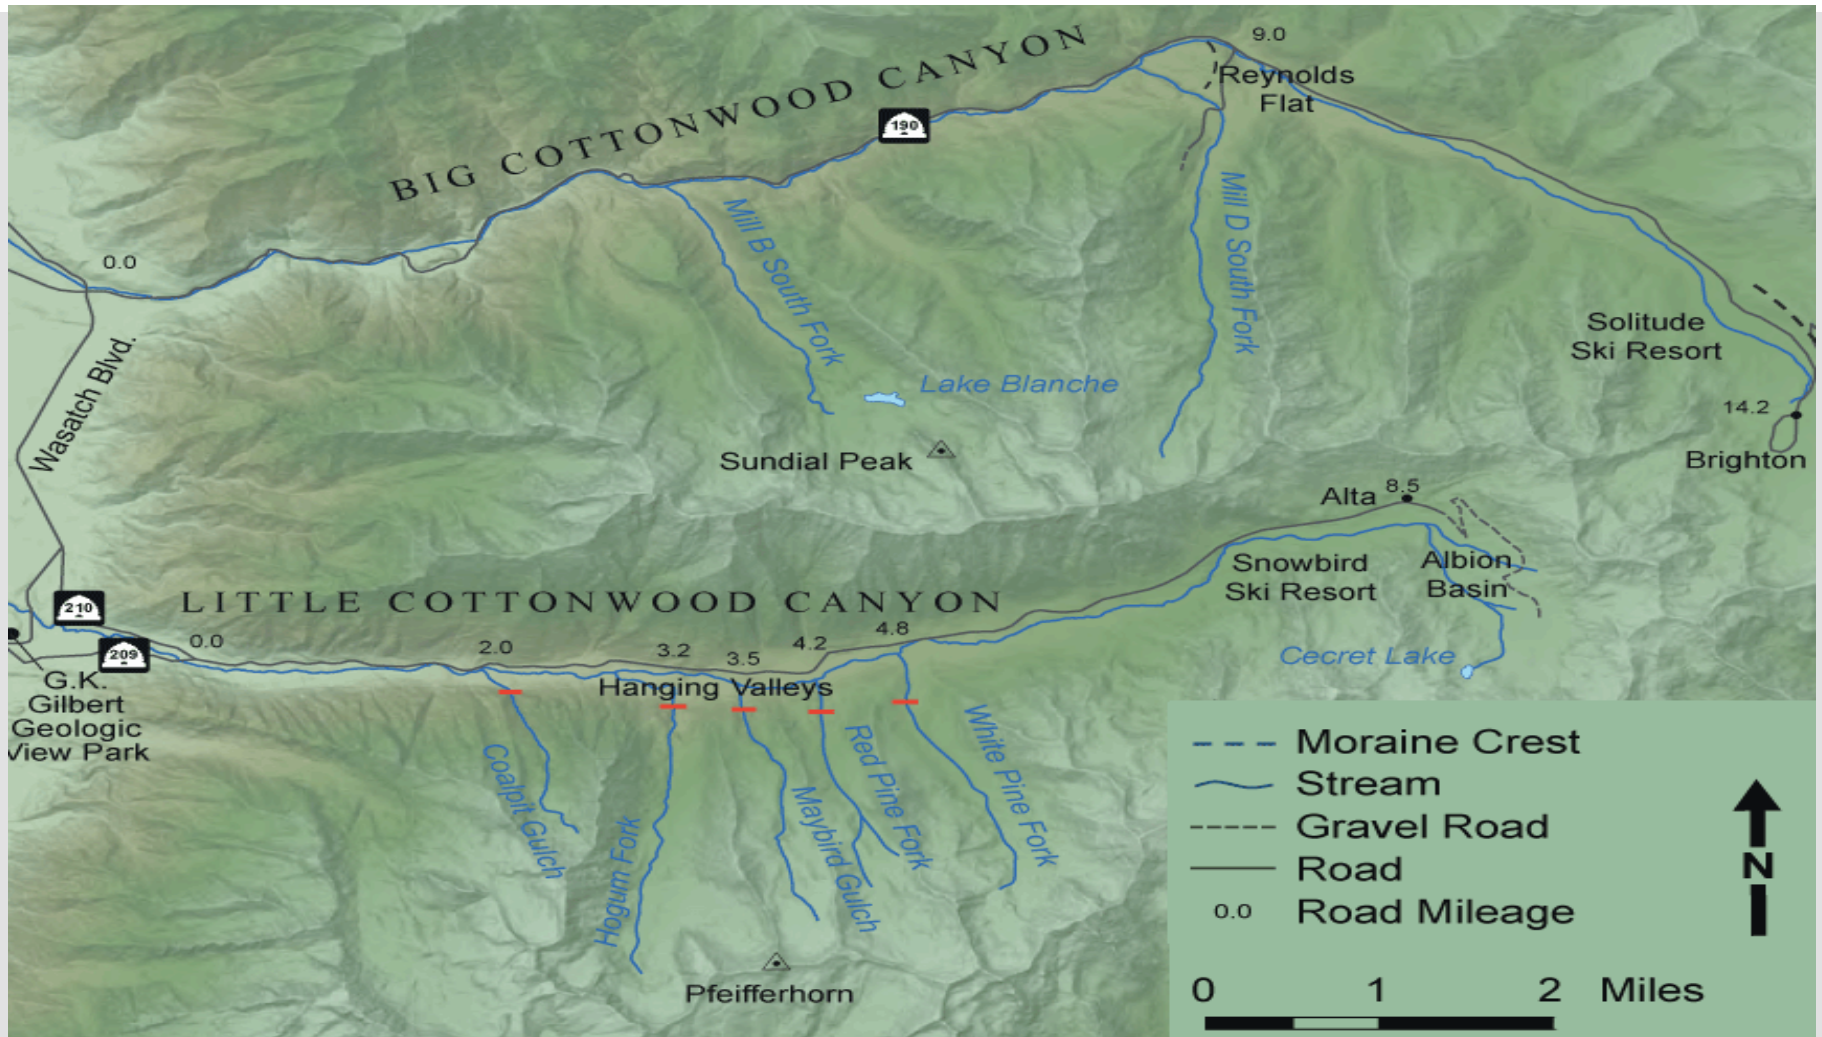 BIG COTTONWOOD CANYON
190
9.0
Reynolds
Flat
0.0
Mill B South Fork
Mill D South Fork
Wasatch Blvd.
Solitude
Ski Resort
Lake Blanche
14.2
Sundial Peak
Brighton
Alta 8.5
Snowbird
Ski Resort
Albion
Basin
210
LITTLE COTTONWOOD CANYON
209
0.0
2.0
3.2
3.5
4.2
4.8
Cecret Lake
Hanging Valleys
G.K.
Gilbert
Geologic
View Park
Coalpit Gulch
Hogum Fork
Maybird Gulch
Red Pine Fork
White Pine Fork
Pfeifferhorn
Moraine Crest
Stream
Gravel Road
Road
0.0 Road Mileage
N
0 1 2 Miles